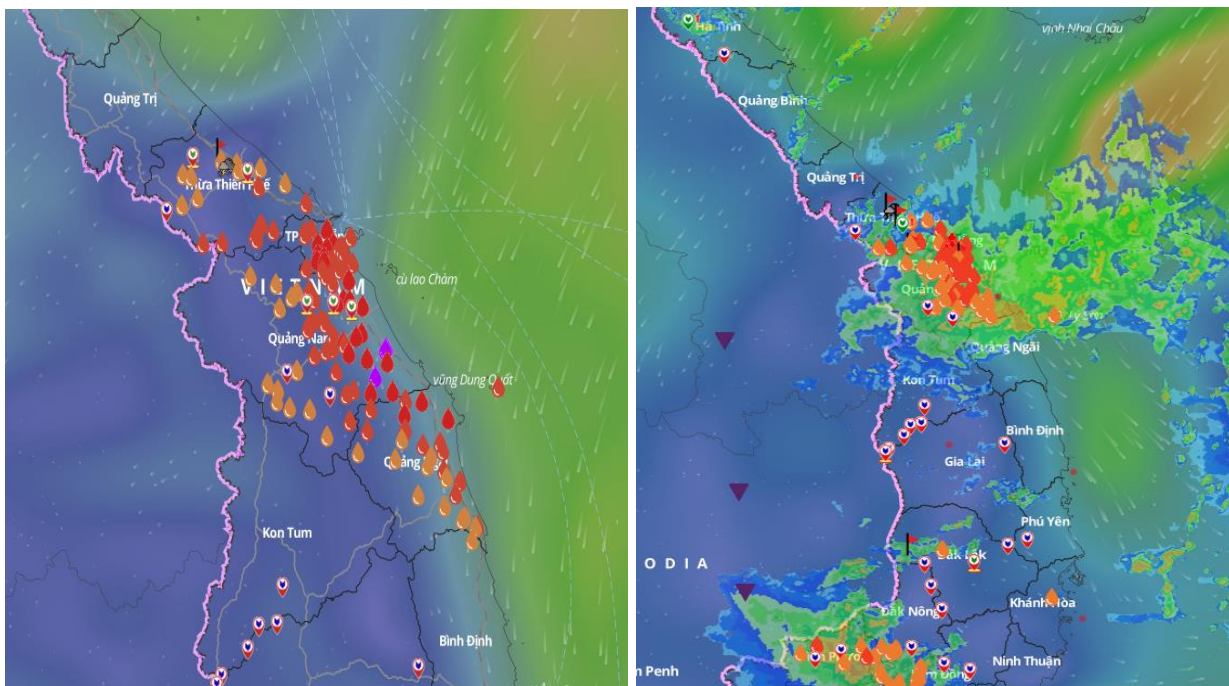 Quảng Trị
Thừa Thiên Huế
TP
VIETNAM
cù lao Chàm
Quảng Nam
vũng Dung Quất
Quảng
Kon Tum
Bình Định
Hà Tĩnh
vịnh Nhai Châu
Quảng Bình
Quảng Trị
Quảng
Quảng Ngãi
Kon Tum
Bình Định
Gia Lai
Phú Yên
Đắk Lắk
ODIA
Khánh Hòa
Đắk Nông
Ninh Thuận
m Penh